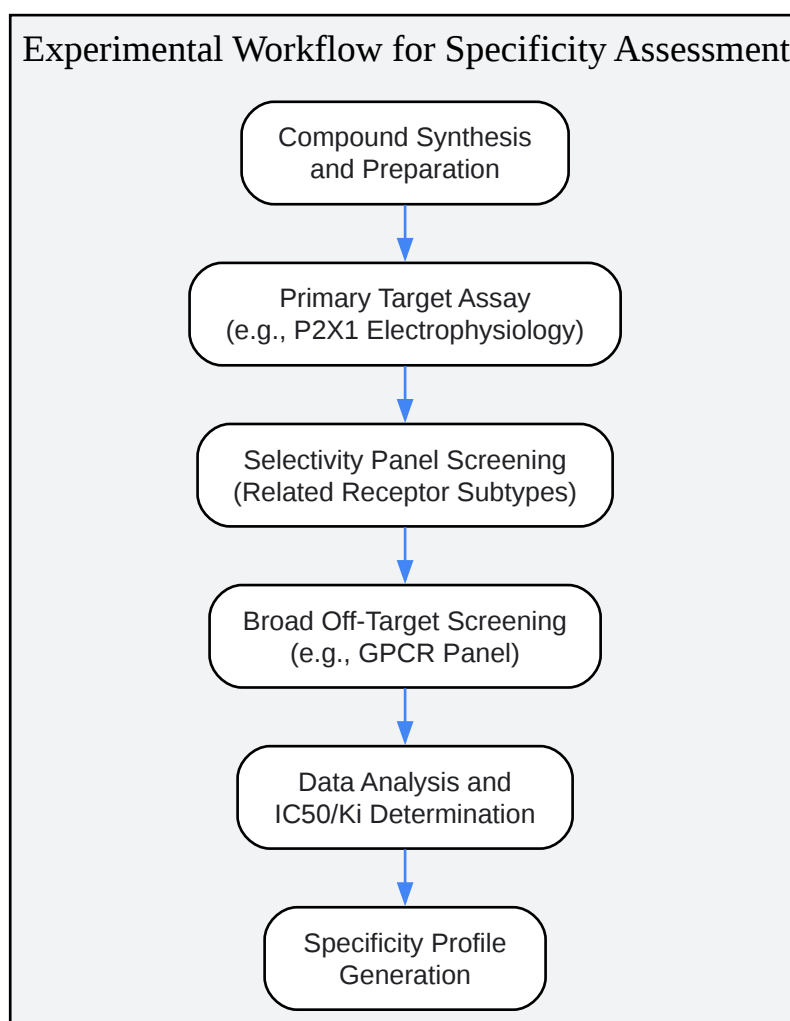 Experimental Workflow for Specificity Assessment
Compound Synthesis
and Preparation
Primary Target Assay
(e.g., P2X1 Electrophysiology)
Selectivity Panel Screening
(Related Receptor Subtypes)
Broad Off-Target Screening
(e.g., GPCR Panel)
Data Analysis and
IC50/Ki Determination
Specificity Profile
Generation